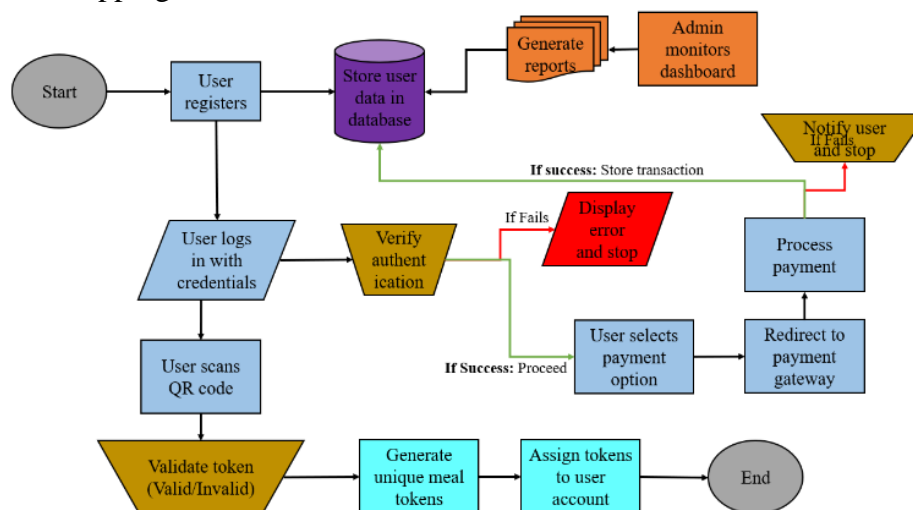 Start
User
registers
Store user
data in
database
Generate
reports
Admin
monitors
dashboard
Notify user
and stop
If Fails
If success: Store transaction
User logs
in with
credentials
Verify
authent
ication
If Fails
Display
error
and stop
Process
payment
User scans
QR code
If Success: Proceed
User selects
payment
option
Redirect to
payment
gateway
Validate token
(Valid/Invalid)
Generate
unique meal
tokens
Assign tokens
to user
account
End